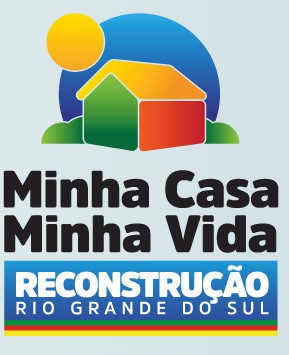 Minha Casa
Minha Vida
RECONSTRUÇÃO
RIO GRANDE DO SUL